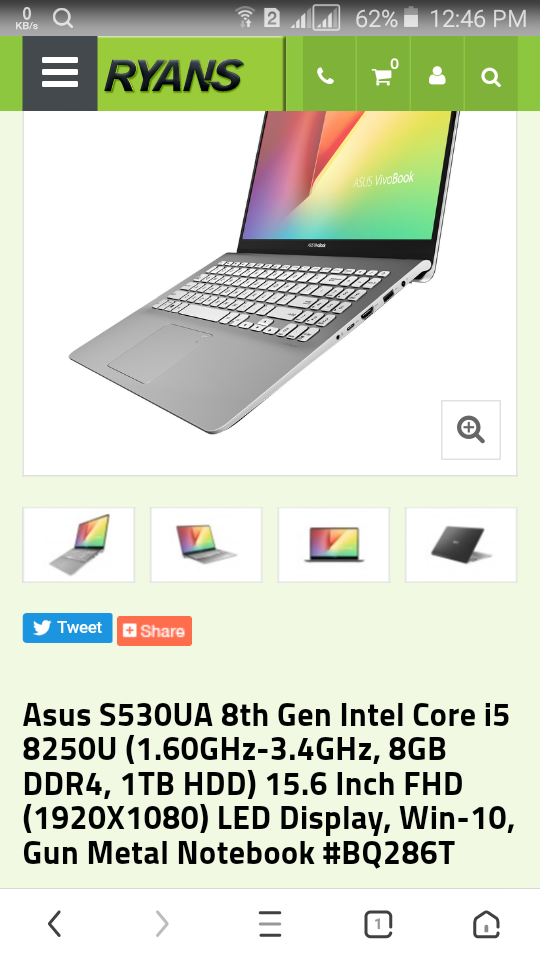 0
KB/s
2
62%
12:46 PM
RYANS
0
ASUS VivoBook
Tweet
Share
Asus S530UA 8th Gen Intel Core i5
8250U (1.60GHz-3.4GHz, 8GB
DDR4, 1TB HDD) 15.6 Inch FHD
(1920X1080) LED Display, Win-10,
Gun Metal Notebook #BQ286T
1